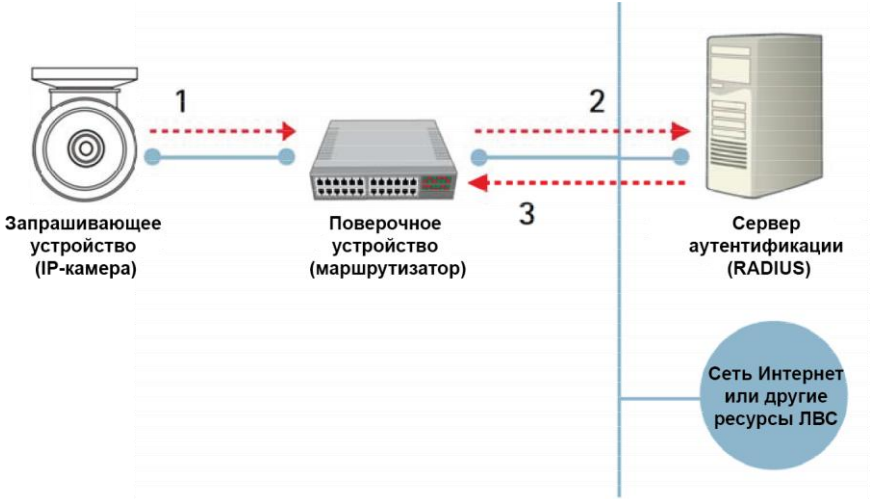 1
2
3
Запрашивающее
устройство
(IP-камера)
Поверочное
устройство
(маршрутизатор)
Сервер
аутентификации
(RADIUS)
Сеть Интернет
или другие
ресурсы ЛВС